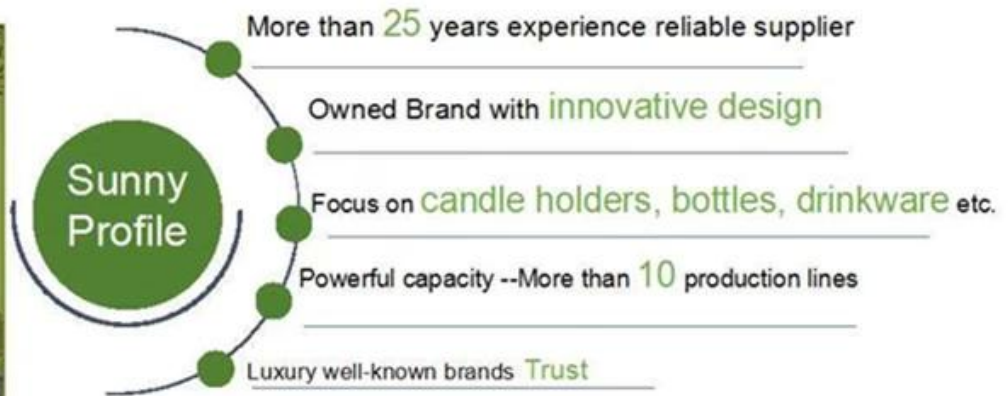 Sunny
Profile
More than 25 years experience reliable supplier
Owned Brand with innovative design
Focus on candle holders, bottles, drinkware etc.
Powerful capacity --More than 10 production lines
Luxury well-known brands Trust